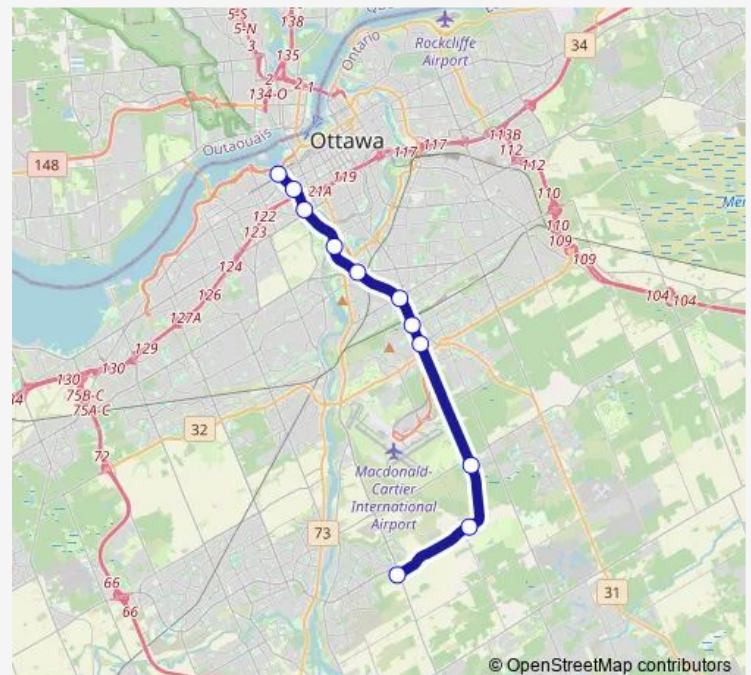 5-S
5-N
3
138
135
2
2-1
134-O
Ontario
Rockcliffe
Airport
34
Outaouais
148
Ottawa
117
117
113B
112
112
119
21A
122
123
110
110
109
109
124
126
127A
129
130
130
104
104
75B-C
75A-C
32
72
Macdonald-
Cartier
International
Airport
73
66
66
31
© OpenStreetMap contributors